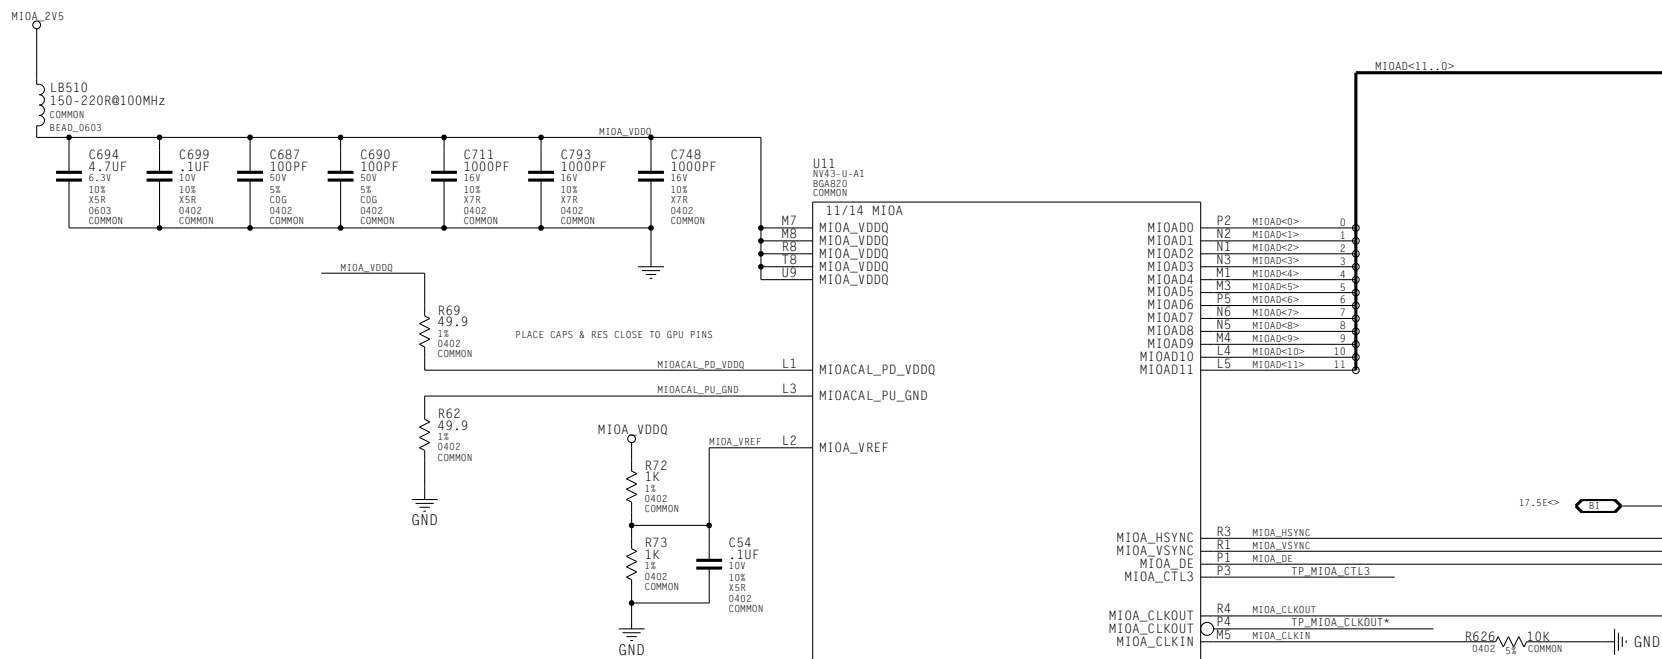 MIOA_2V5
MIOAD<11..0>
LB510
150-220R@100MHz
COMMON
BEAD_0603
MIOA_VDDQ
C694
4.7UF
6.3V
10%
X5R
0603
COMMON
C699
.1UF
10V
10%
X5R
0402
COMMON
C687
100PF
50V
5%
COG
0402
COMMON
C690
100PF
50V
5%
COG
0402
COMMON
C711
1000PF
16V
10%
X7R
0402
COMMON
C793
1000PF
16V
10%
X7R
0402
COMMON
C748
1000PF
16V
10%
X7R
0402
COMMON
U11
NV43-U-A1
BGA820
COMMON
11/14 MIOA
M7 MIOA_VDDQ
M8 MIOA_VDDQ
R8 MIOA_VDDQ
T8 MIOA_VDDQ
U9 MIOA_VDDQ
MIOAD0 P2 MIOAD<0> 0
MIOAD1 N2 MIOAD<1> 1
MIOAD2 N1 MIOAD<2> 2
MIOAD3 N3 MIOAD<3> 3
MIOAD4 M1 MIOAD<4> 4
MIOAD5 M3 MIOAD<5> 5
MIOAD6 P5 MIOAD<6> 6
MIOAD7 N6 MIOAD<7> 7
MIOAD8 N5 MIOAD<8> 8
MIOAD9 M4 MIOAD<9> 9
MIOAD10 L4 MIOAD<10> 10
MIOAD11 L5 MIOAD<11> 11
MIOA_VDDQ
R69
49.9
1%
0402
COMMON
PLACE CAPS & RES CLOSE TO GPU PINS
MIOACAL_PD_VDDQ L1 MIOACAL_PD_VDDQ
MIOACAL_PU_GND L3 MIOACAL_PU_GND
R62
49.9
1%
0402
COMMON
GND
MIOA_VDDQ
MIOA_VREF L2 MIOA_VREF
R72
1K
1%
0402
COMMON
R73
1K
1%
0402
COMMON
C54
.1UF
10V
10%
X5R
0402
COMMON
GND
17.5E<> BI
MIOA_HSYNC R3 MIOA_HSYNC
MIOA_VSYNC R1 MIOA_VSYNC
MIOA_DE P1 MIOA_DE
MIOA_CTL3 P3 TP_MIOA_CTL3
MIOA_CLKOUT R4 MIOA_CLKOUT
MIOA_CLKOUT P4 TP_MIOA_CLKOUT*
MIOA_CLKIN M5 MIOA_CLKIN
R626 10K
0402 5% COMMON
GND